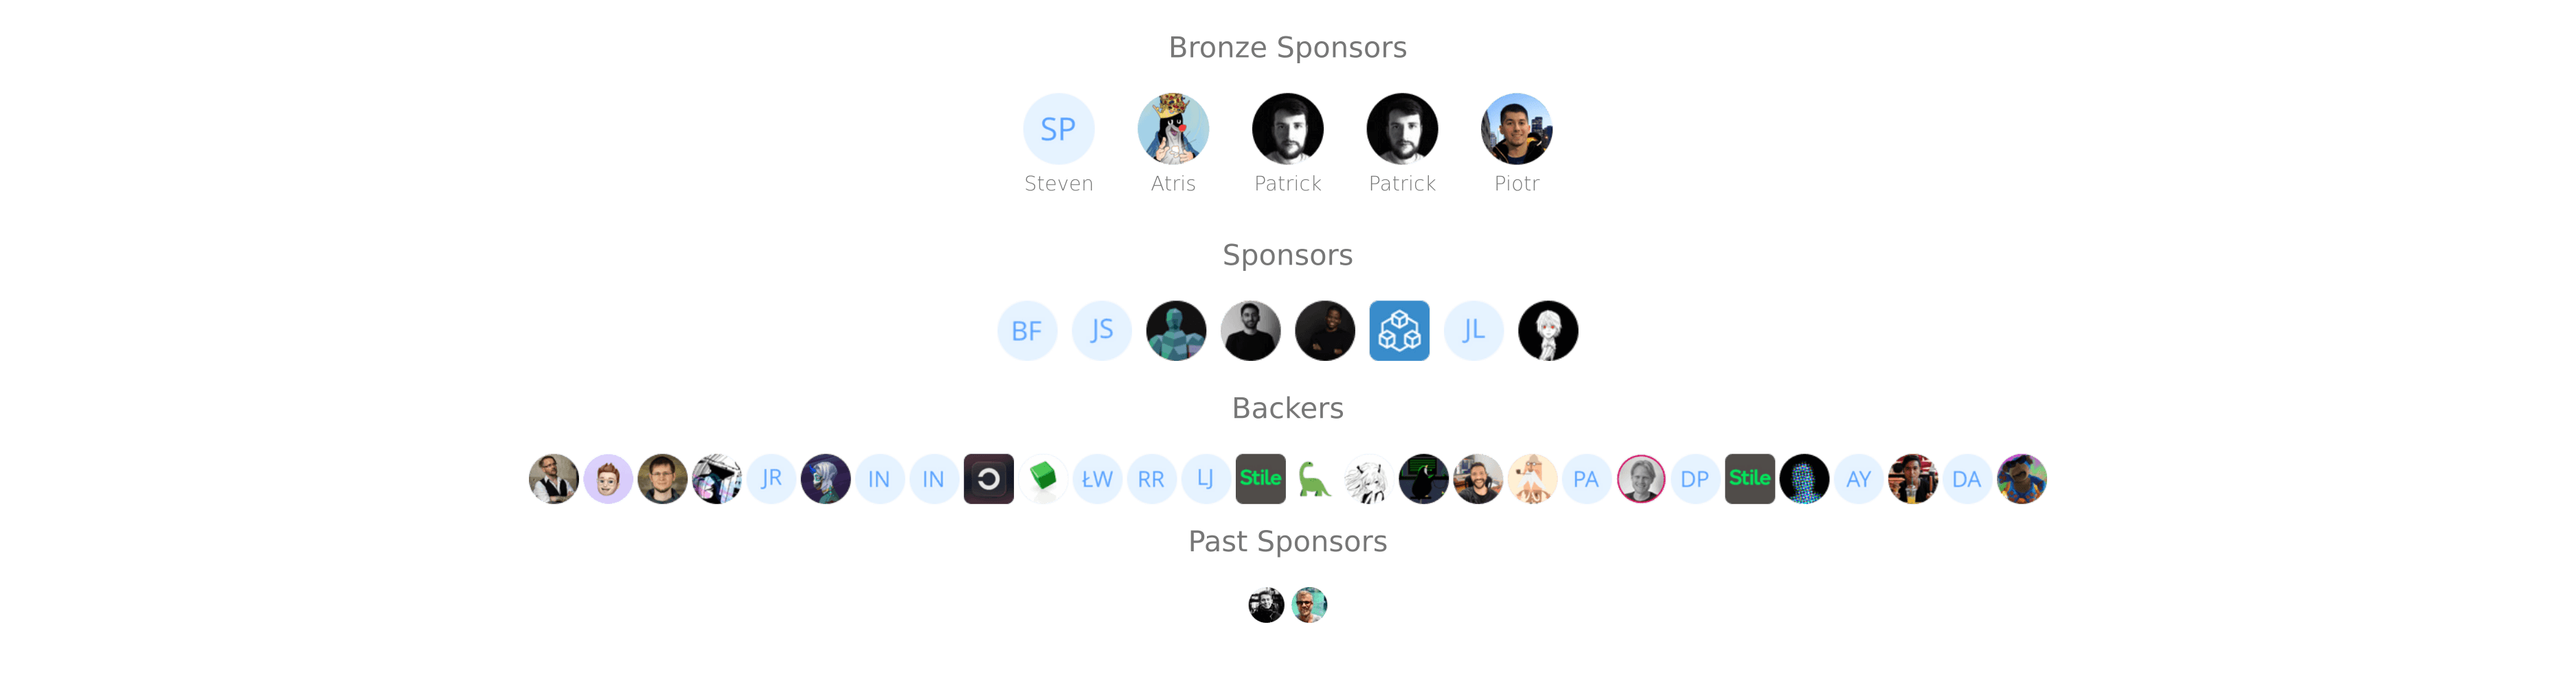 Bronze Sponsors
SP
Steven Atris Patrick Patrick Piotr
Sponsors
BF JS JL
Backers
JR IN IN ŁW RR LJ Stile PA DP Stile AY DA
Past Sponsors